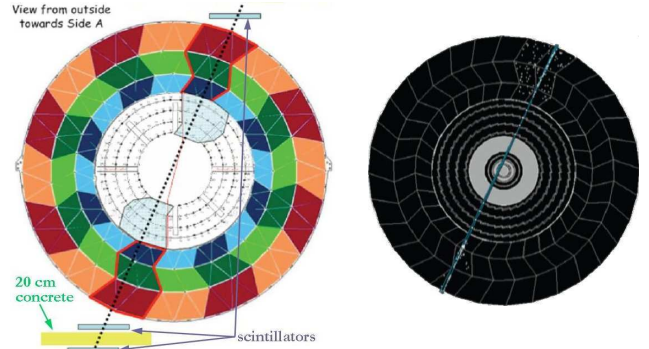 View from outside
towards Side A
20 cm
concrete
scintillators